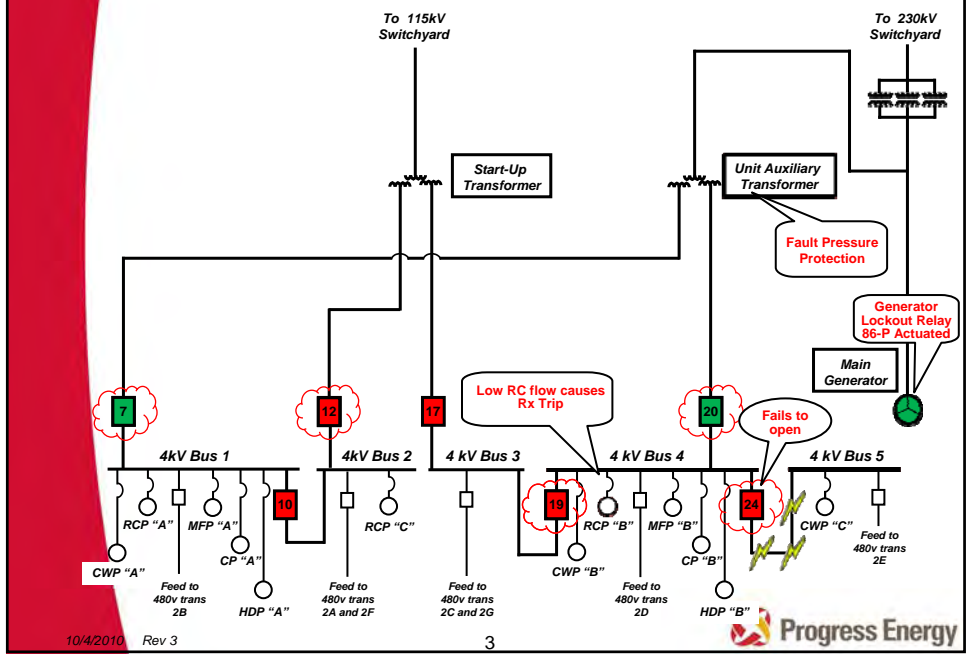 To 115kV
Switchyard
To 230kV
Switchyard
Start-Up
Transformer
Unit Auxiliary
Transformer
Fault Pressure
Protection
Generator
Lockout Relay
86-P Actuated
Main
Generator
Low RC flow causes
Rx Trip
Fails to
open
7
12
17
20
4kV Bus 1
4kV Bus 2
4 kV Bus 3
4 kV Bus 4
4 kV Bus 5
10
19
24
RCP “A”
MFP “A”
RCP “C”
RCP “B”
MFP “B”
CWP “C”
CWP “A”
CP “A”
CWP “B”
CP “B”
Feed to
480v trans
2E
Feed to
480v trans
2B
HDP “A”
Feed to
480v trans
2A and 2F
Feed to
480v trans
2C and 2G
Feed to
480v trans
2D
HDP “B”
10/4/2010 Rev 3
3
Progress Energy